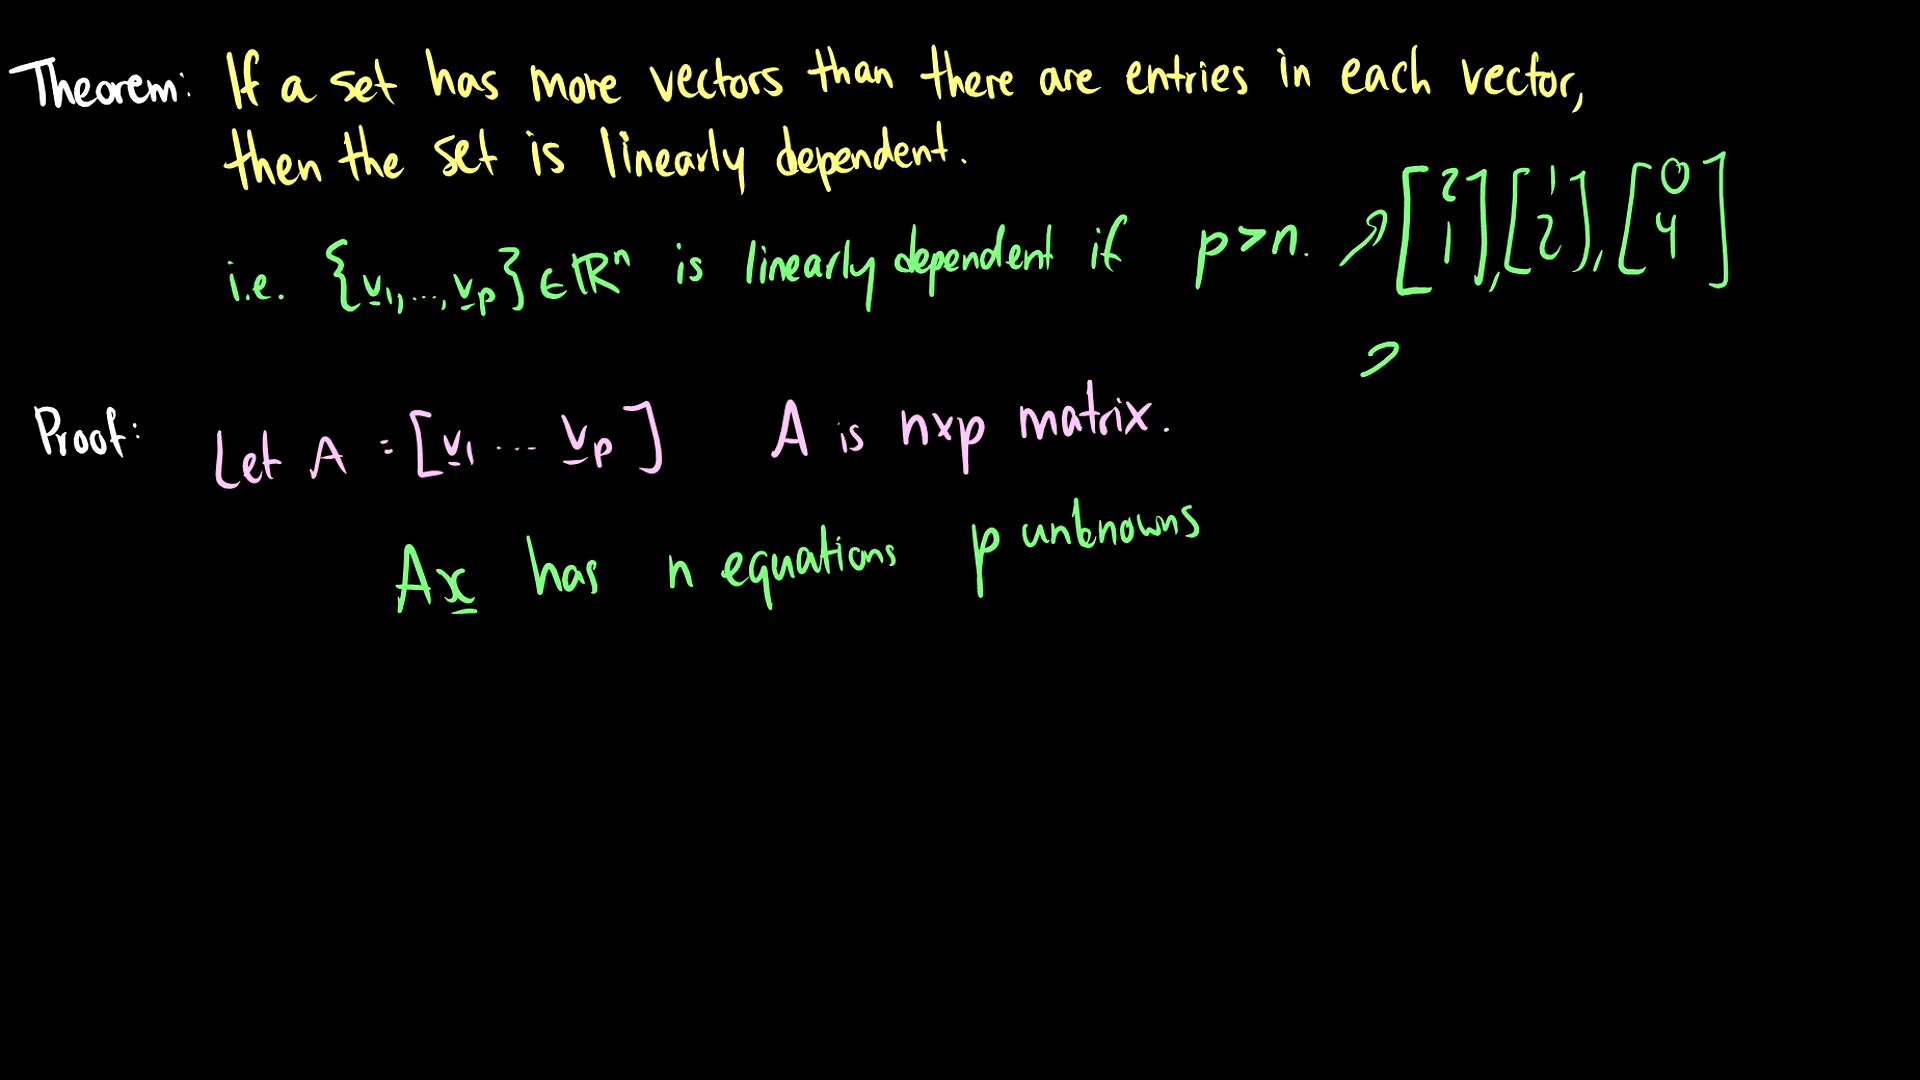 Theorem: If a set has more vectors than there are entries in each vector,
then the set is linearly dependent.
i.e. {v₁,...,vₚ} ∈ ℝⁿ is linearly dependent if p>n. ↗ [2 1], [1 2], [0 4]
Proof: Let A = [v₁ ... vₚ] A is n×p matrix.
Ax has n equations p unknowns